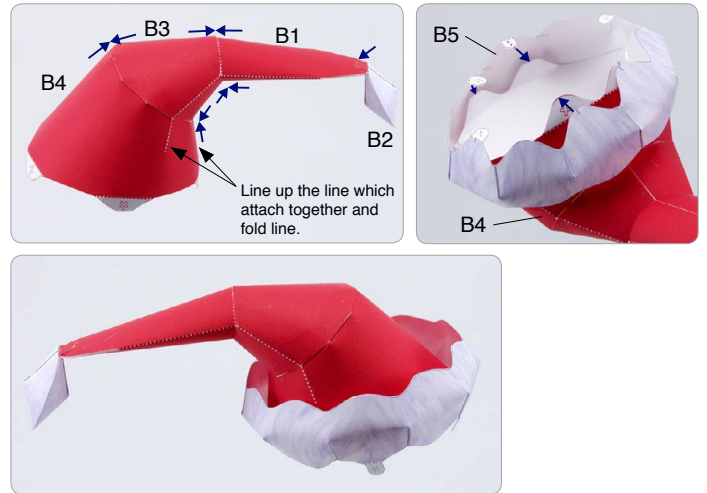 B3
B1
B4
B2
Line up the line which
attach together and
fold line.
B5
B4